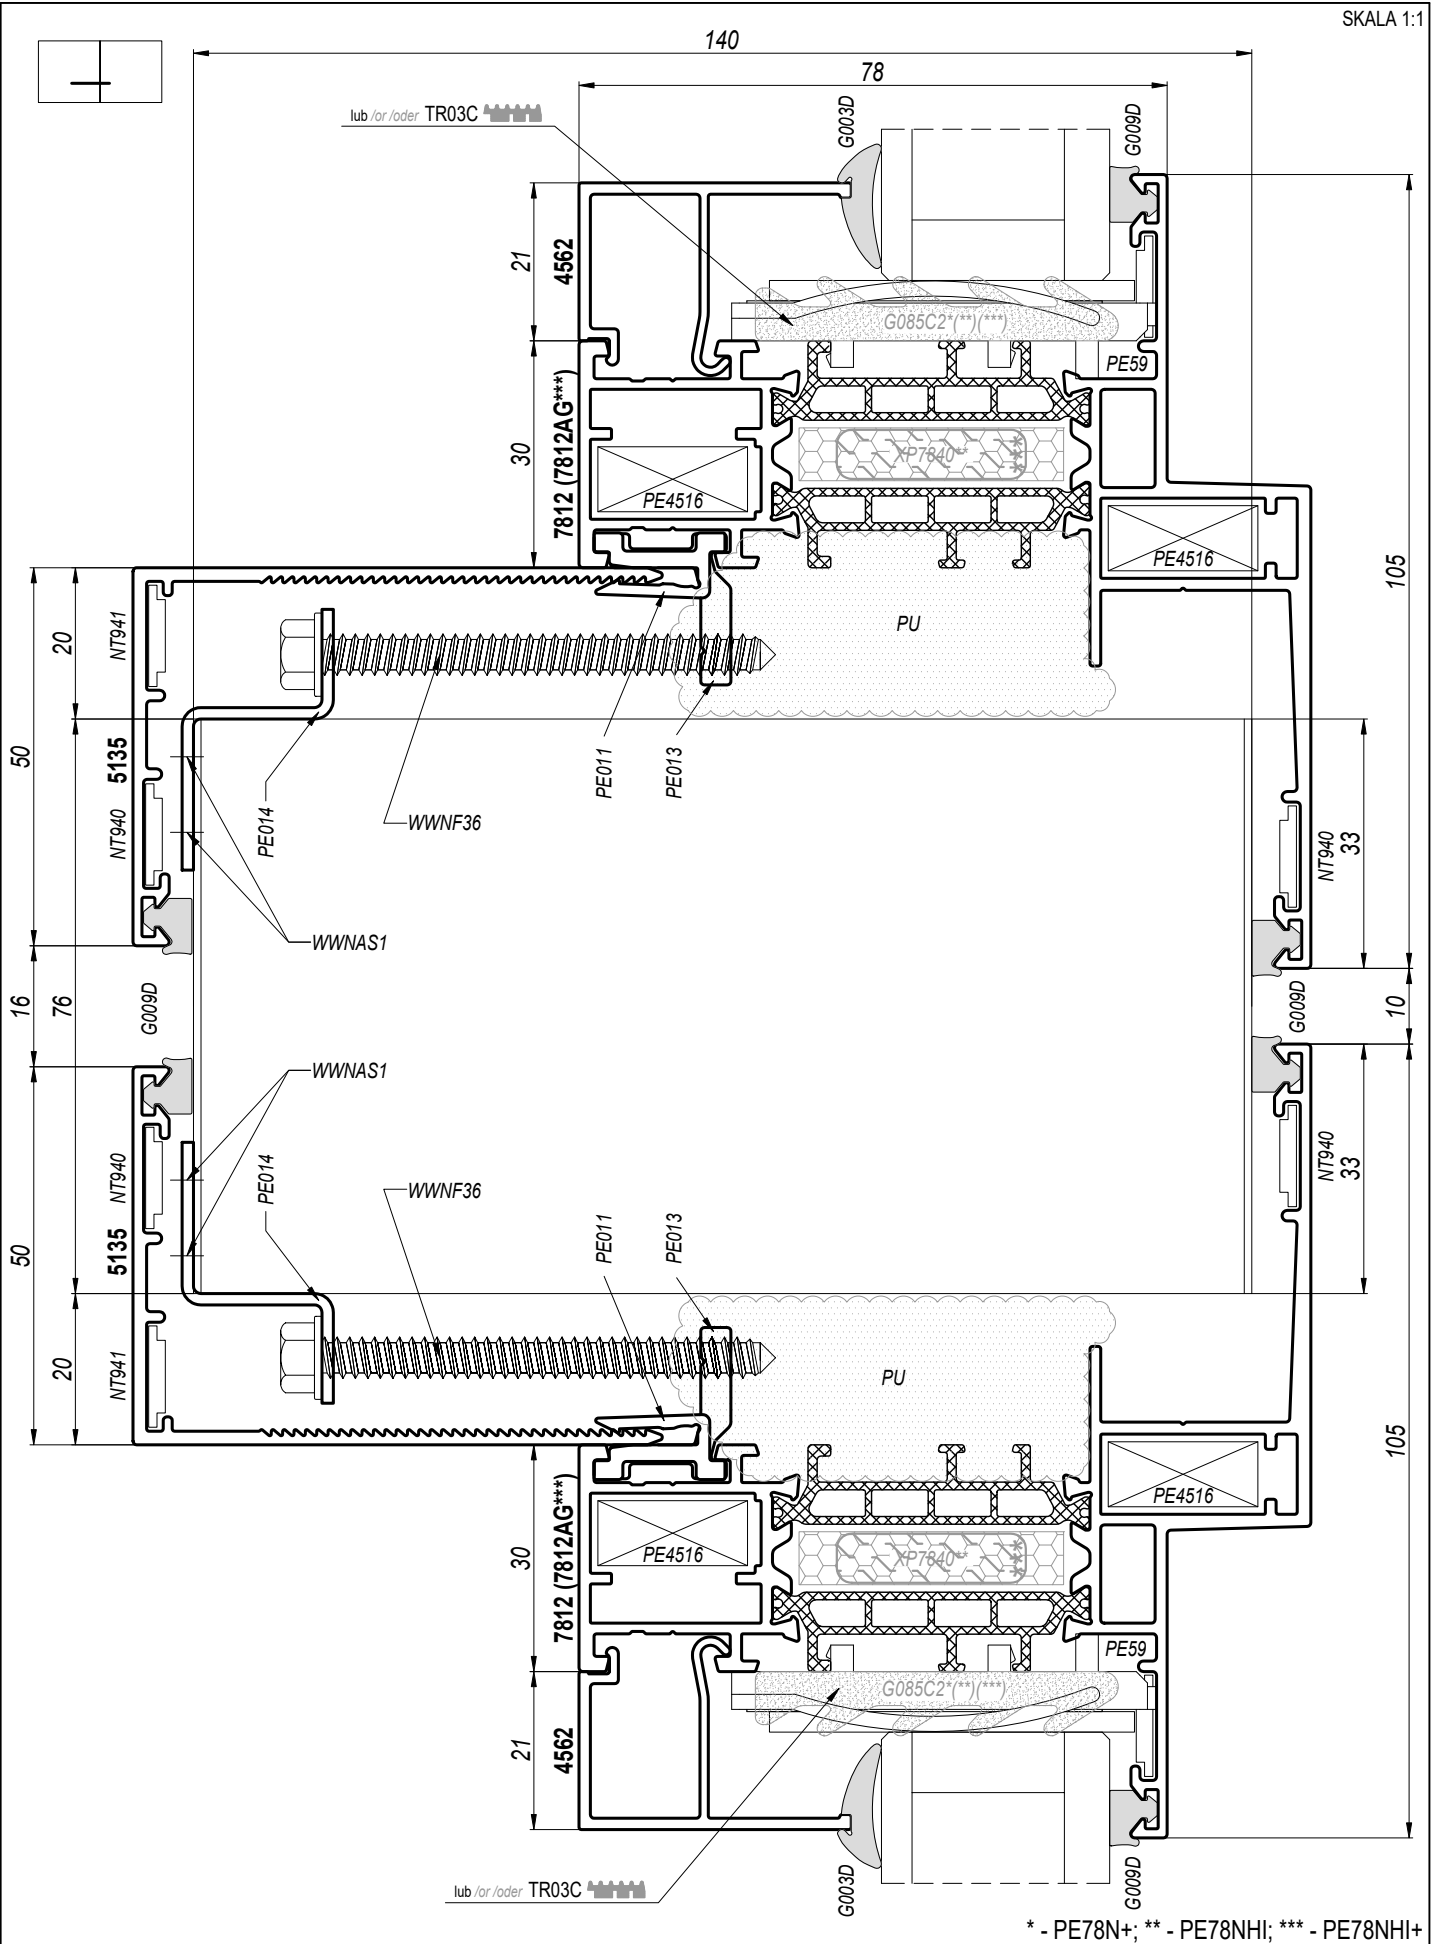 SKALA 1:1
140
78
lub /or /oder TR03C
G003D
G009D
21
4562
G085C2*(**)(***)
PE59
30
7812 (7812AG***)
XP7840**
***
PE4516
PE4516
105
20
NT941
PU
50
5135
NT940
PE014
WWNF36
PE011
PE013
NT940
33
WWNAS1
16
76
G009D
G009D
10
WWNAS1
50
5135
NT940
PE014
WWNF36
PE011
PE013
NT940
33
20
NT941
PU
105
30
7812 (7812AG***)
PE4516
XP7840**
***
PE4516
PE59
G085C2*(**)(***)
21
4562
lub /or /oder TR03C
G003D
G009D
* - PE78N+; ** - PE78NHI; *** - PE78NHI+